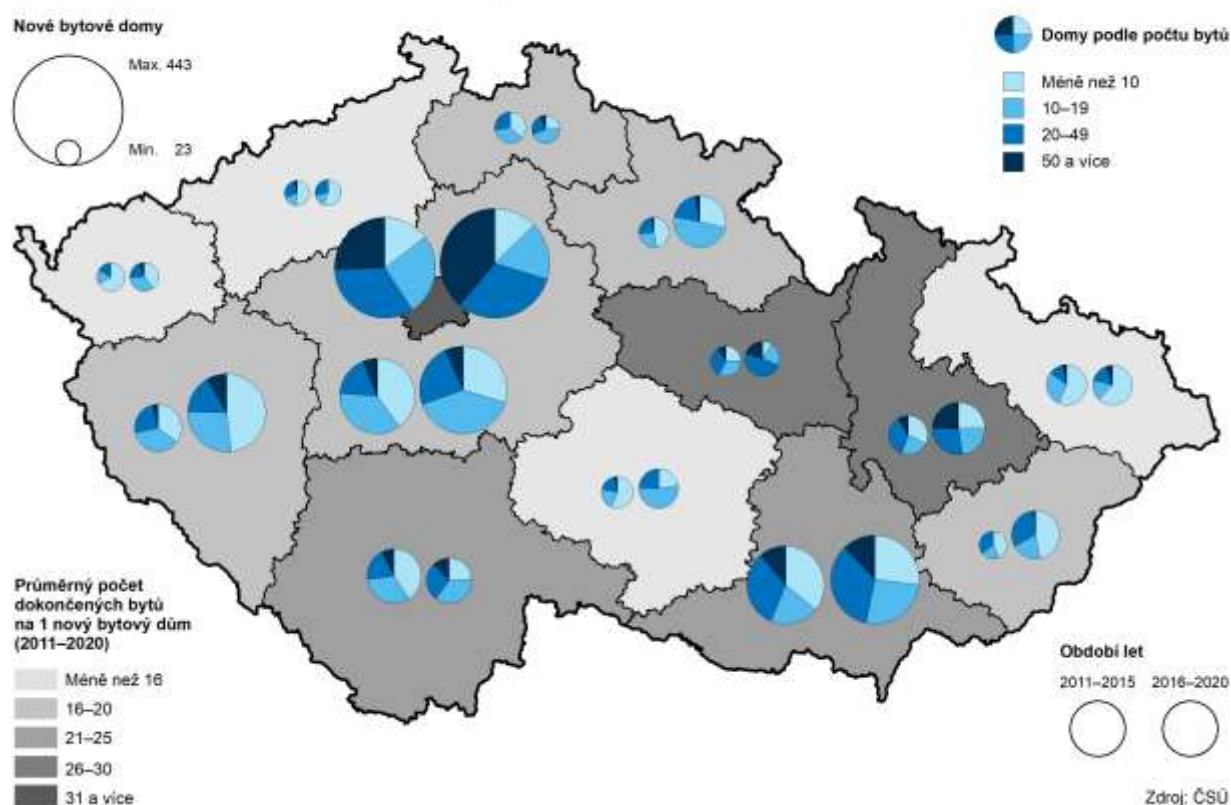 Nové bytové domy
Max. 443
Min. 23
Domy podle počtu bytů
Méně než 10
10–19
20–49
50 a více
Průměrný počet
dokončených bytů
na 1 nový bytový dům
(2011–2020)
Méně než 16
16–20
21–25
26–30
31 a více
Období let
2011–2015 2016–2020
Zdroj: ČSÚ